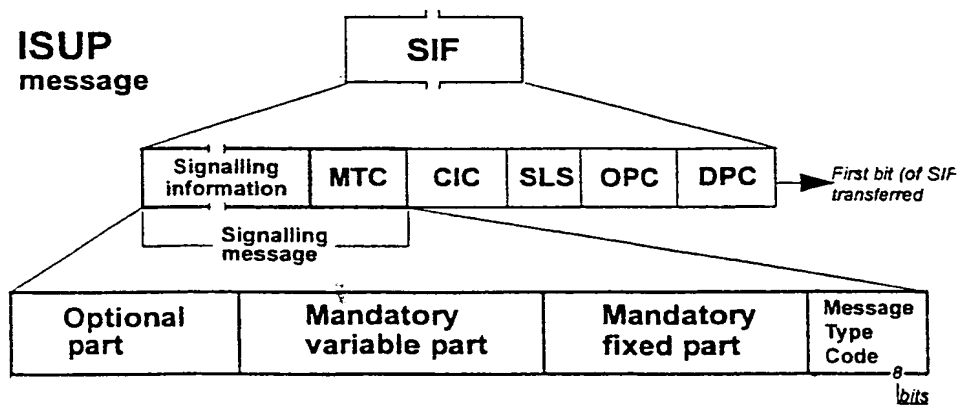 ISUP
message
SIF
Signalling
information
MTC
CIC
SLS
OPC
DPC
First bit (of SIF
transferred
Signalling
message
Optional
part
Mandatory
variable part
Mandatory
fixed part
Message
Type
Code
8
bits